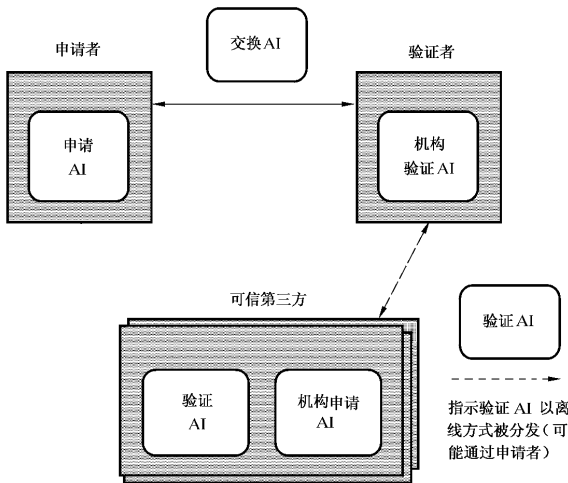 申请者
交换AI
验证者
申请
AI
机构
验证AI
可信第三方
验证
AI
机构申请
AI
验证AI
指示验证 AI 以离
线方式被分发(可
能通过申请者)